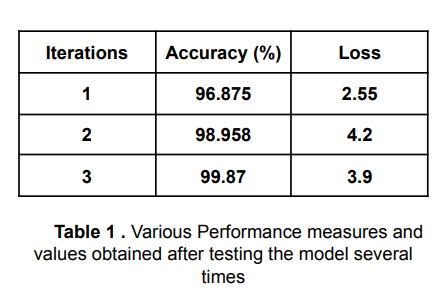 Iterations Accuracy (%) Loss
1 96.875 2.55
2 98.958 4.2
3 99.87 3.9
Table 1 . Various Performance measures and
values obtained after testing the model several
times